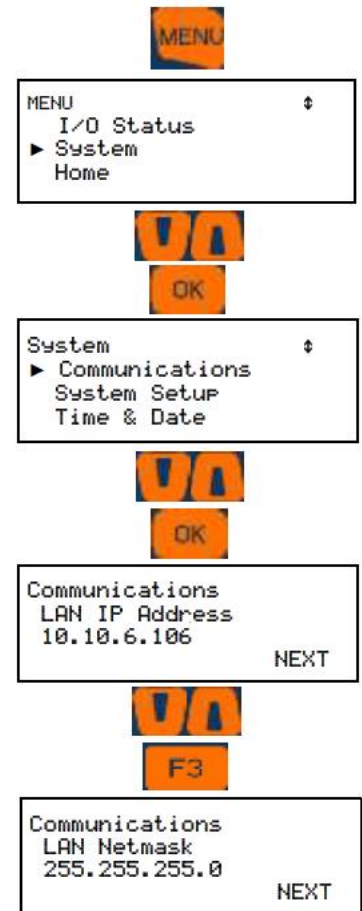 MENU
MENU
I/O Status
► System
Home
OK
System
► Communications
System Setup
Time & Date
OK
Communications
LAN IP Address
10.10.6.106
NEXT
F3
Communications
LAN Netmask
255.255.255.0
NEXT